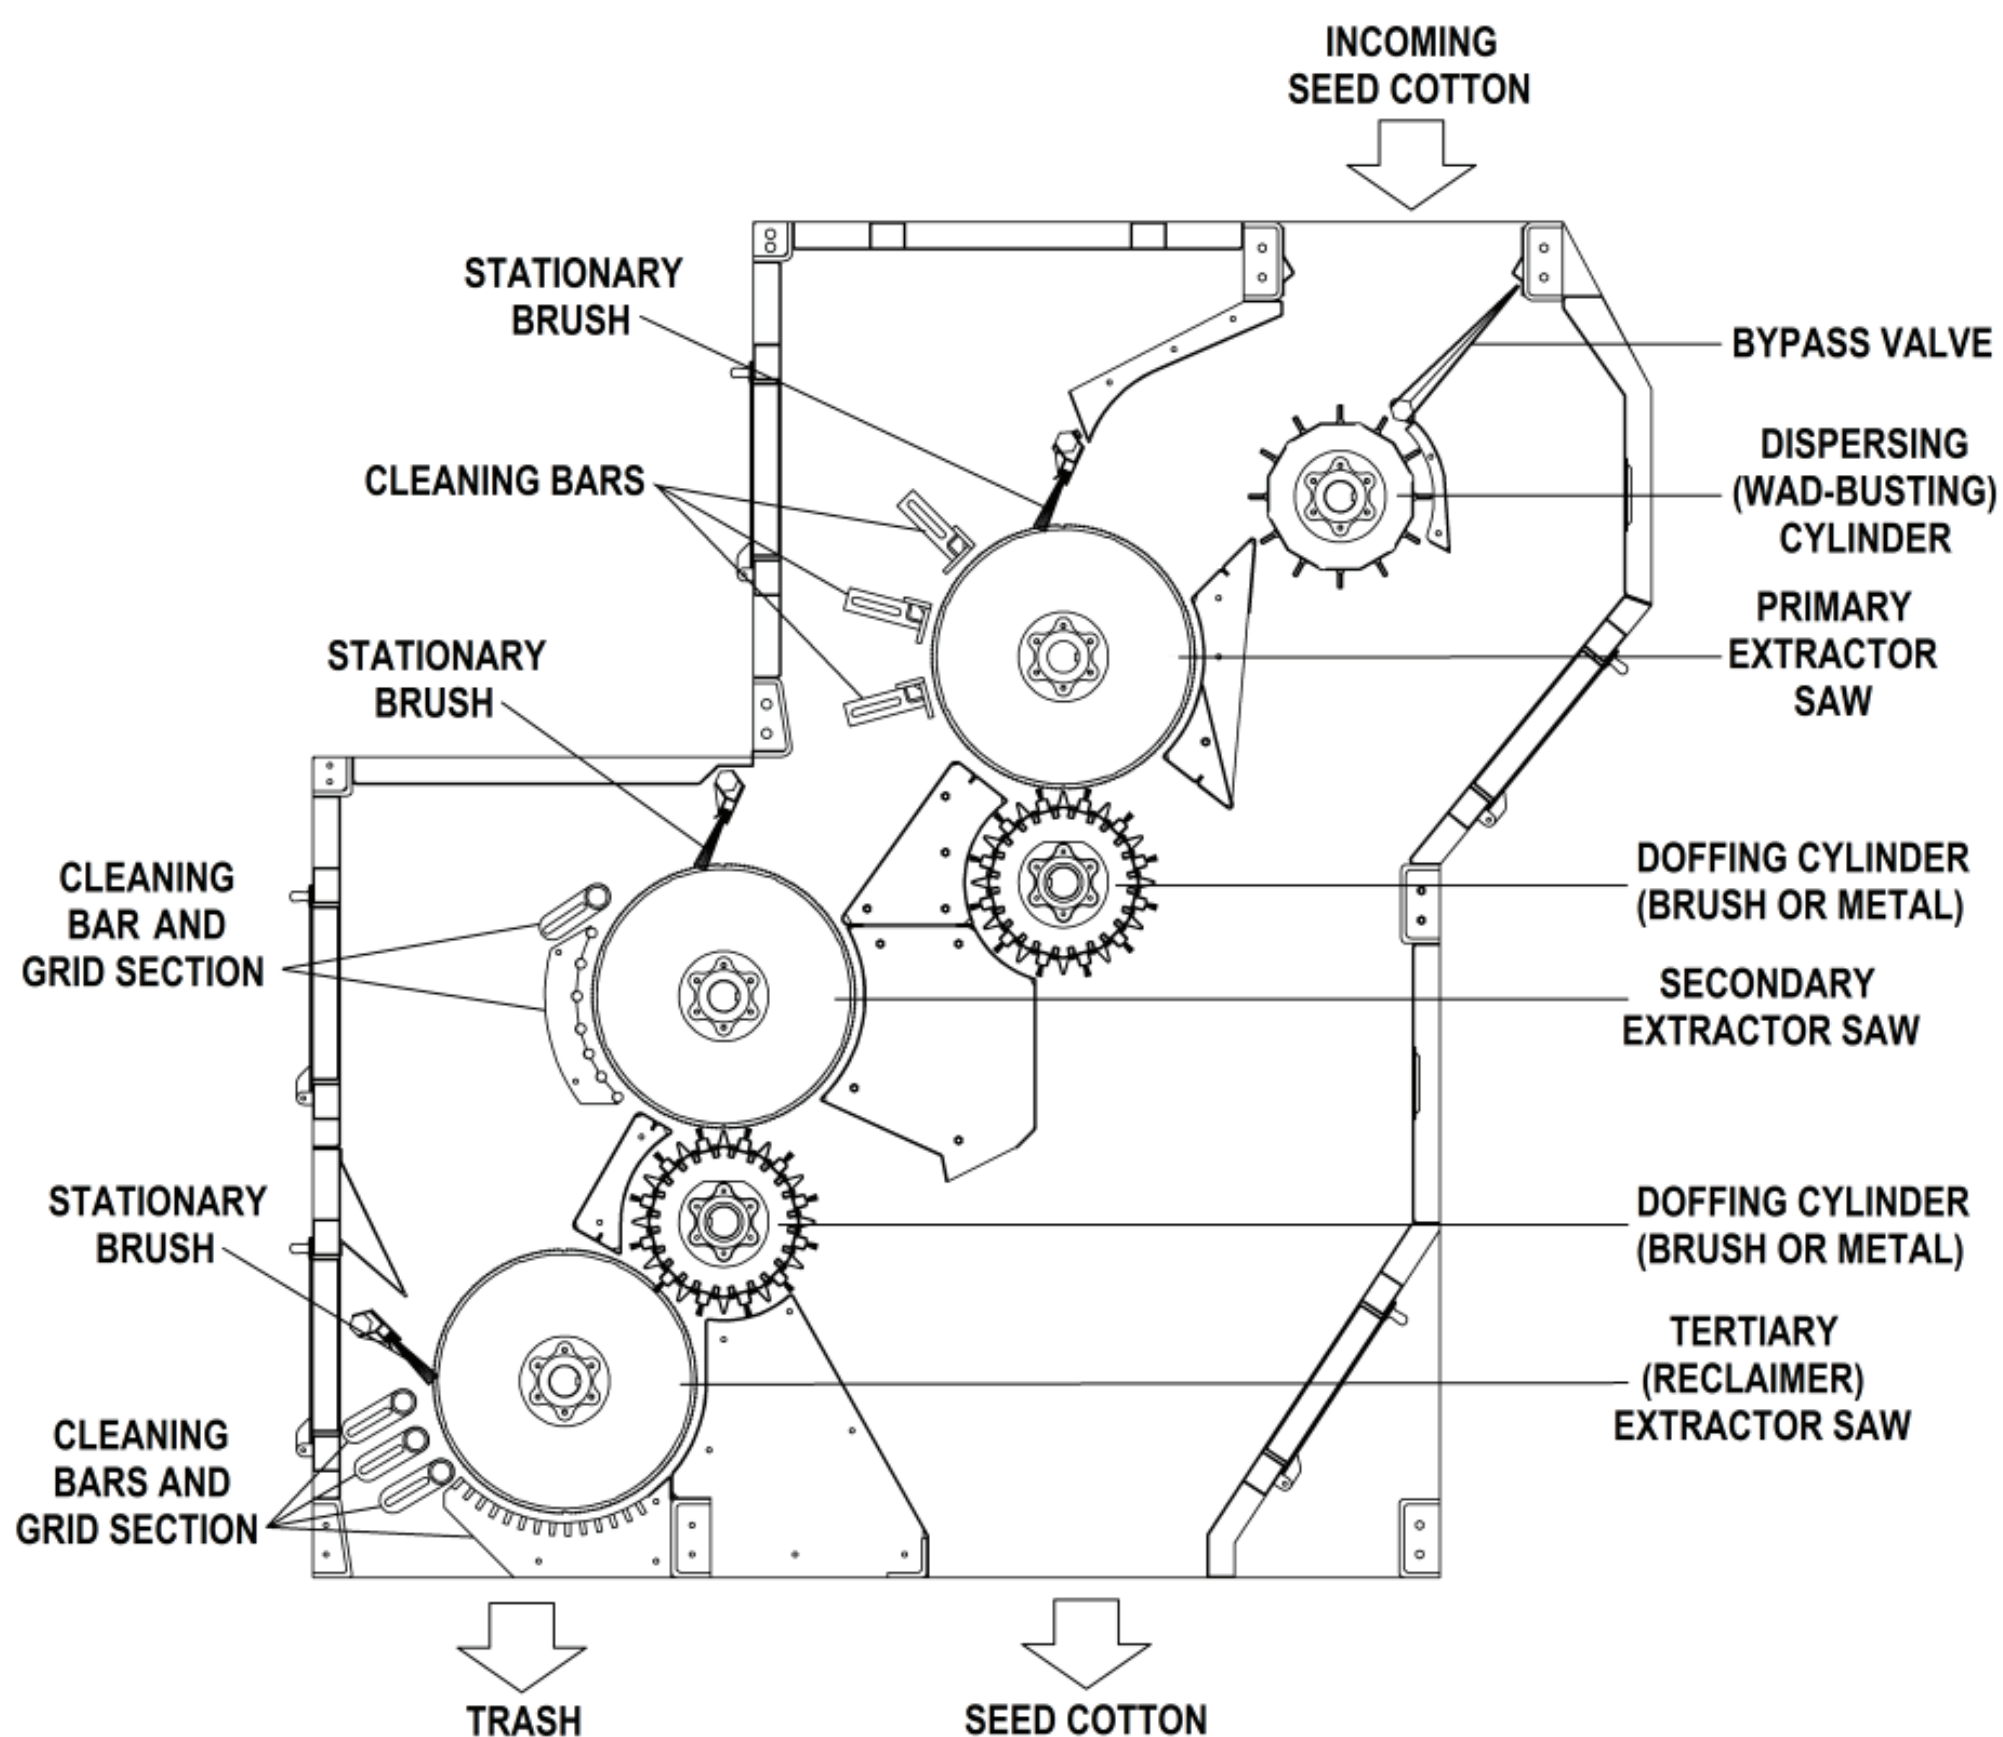 INCOMING
SEED COTTON
STATIONARY
BRUSH
BYPASS VALVE
CLEANING BARS
DISPERSING
(WAD-BUSTING)
CYLINDER
PRIMARY
EXTRACTOR
SAW
STATIONARY
BRUSH
DOFFING CYLINDER
(BRUSH OR METAL)
CLEANING
BAR AND
GRID SECTION
SECONDARY
EXTRACTOR SAW
STATIONARY
BRUSH
DOFFING CYLINDER
(BRUSH OR METAL)
TERTIARY
(RECLAIMER)
EXTRACTOR SAW
CLEANING
BARS AND
GRID SECTION
TRASH
SEED COTTON